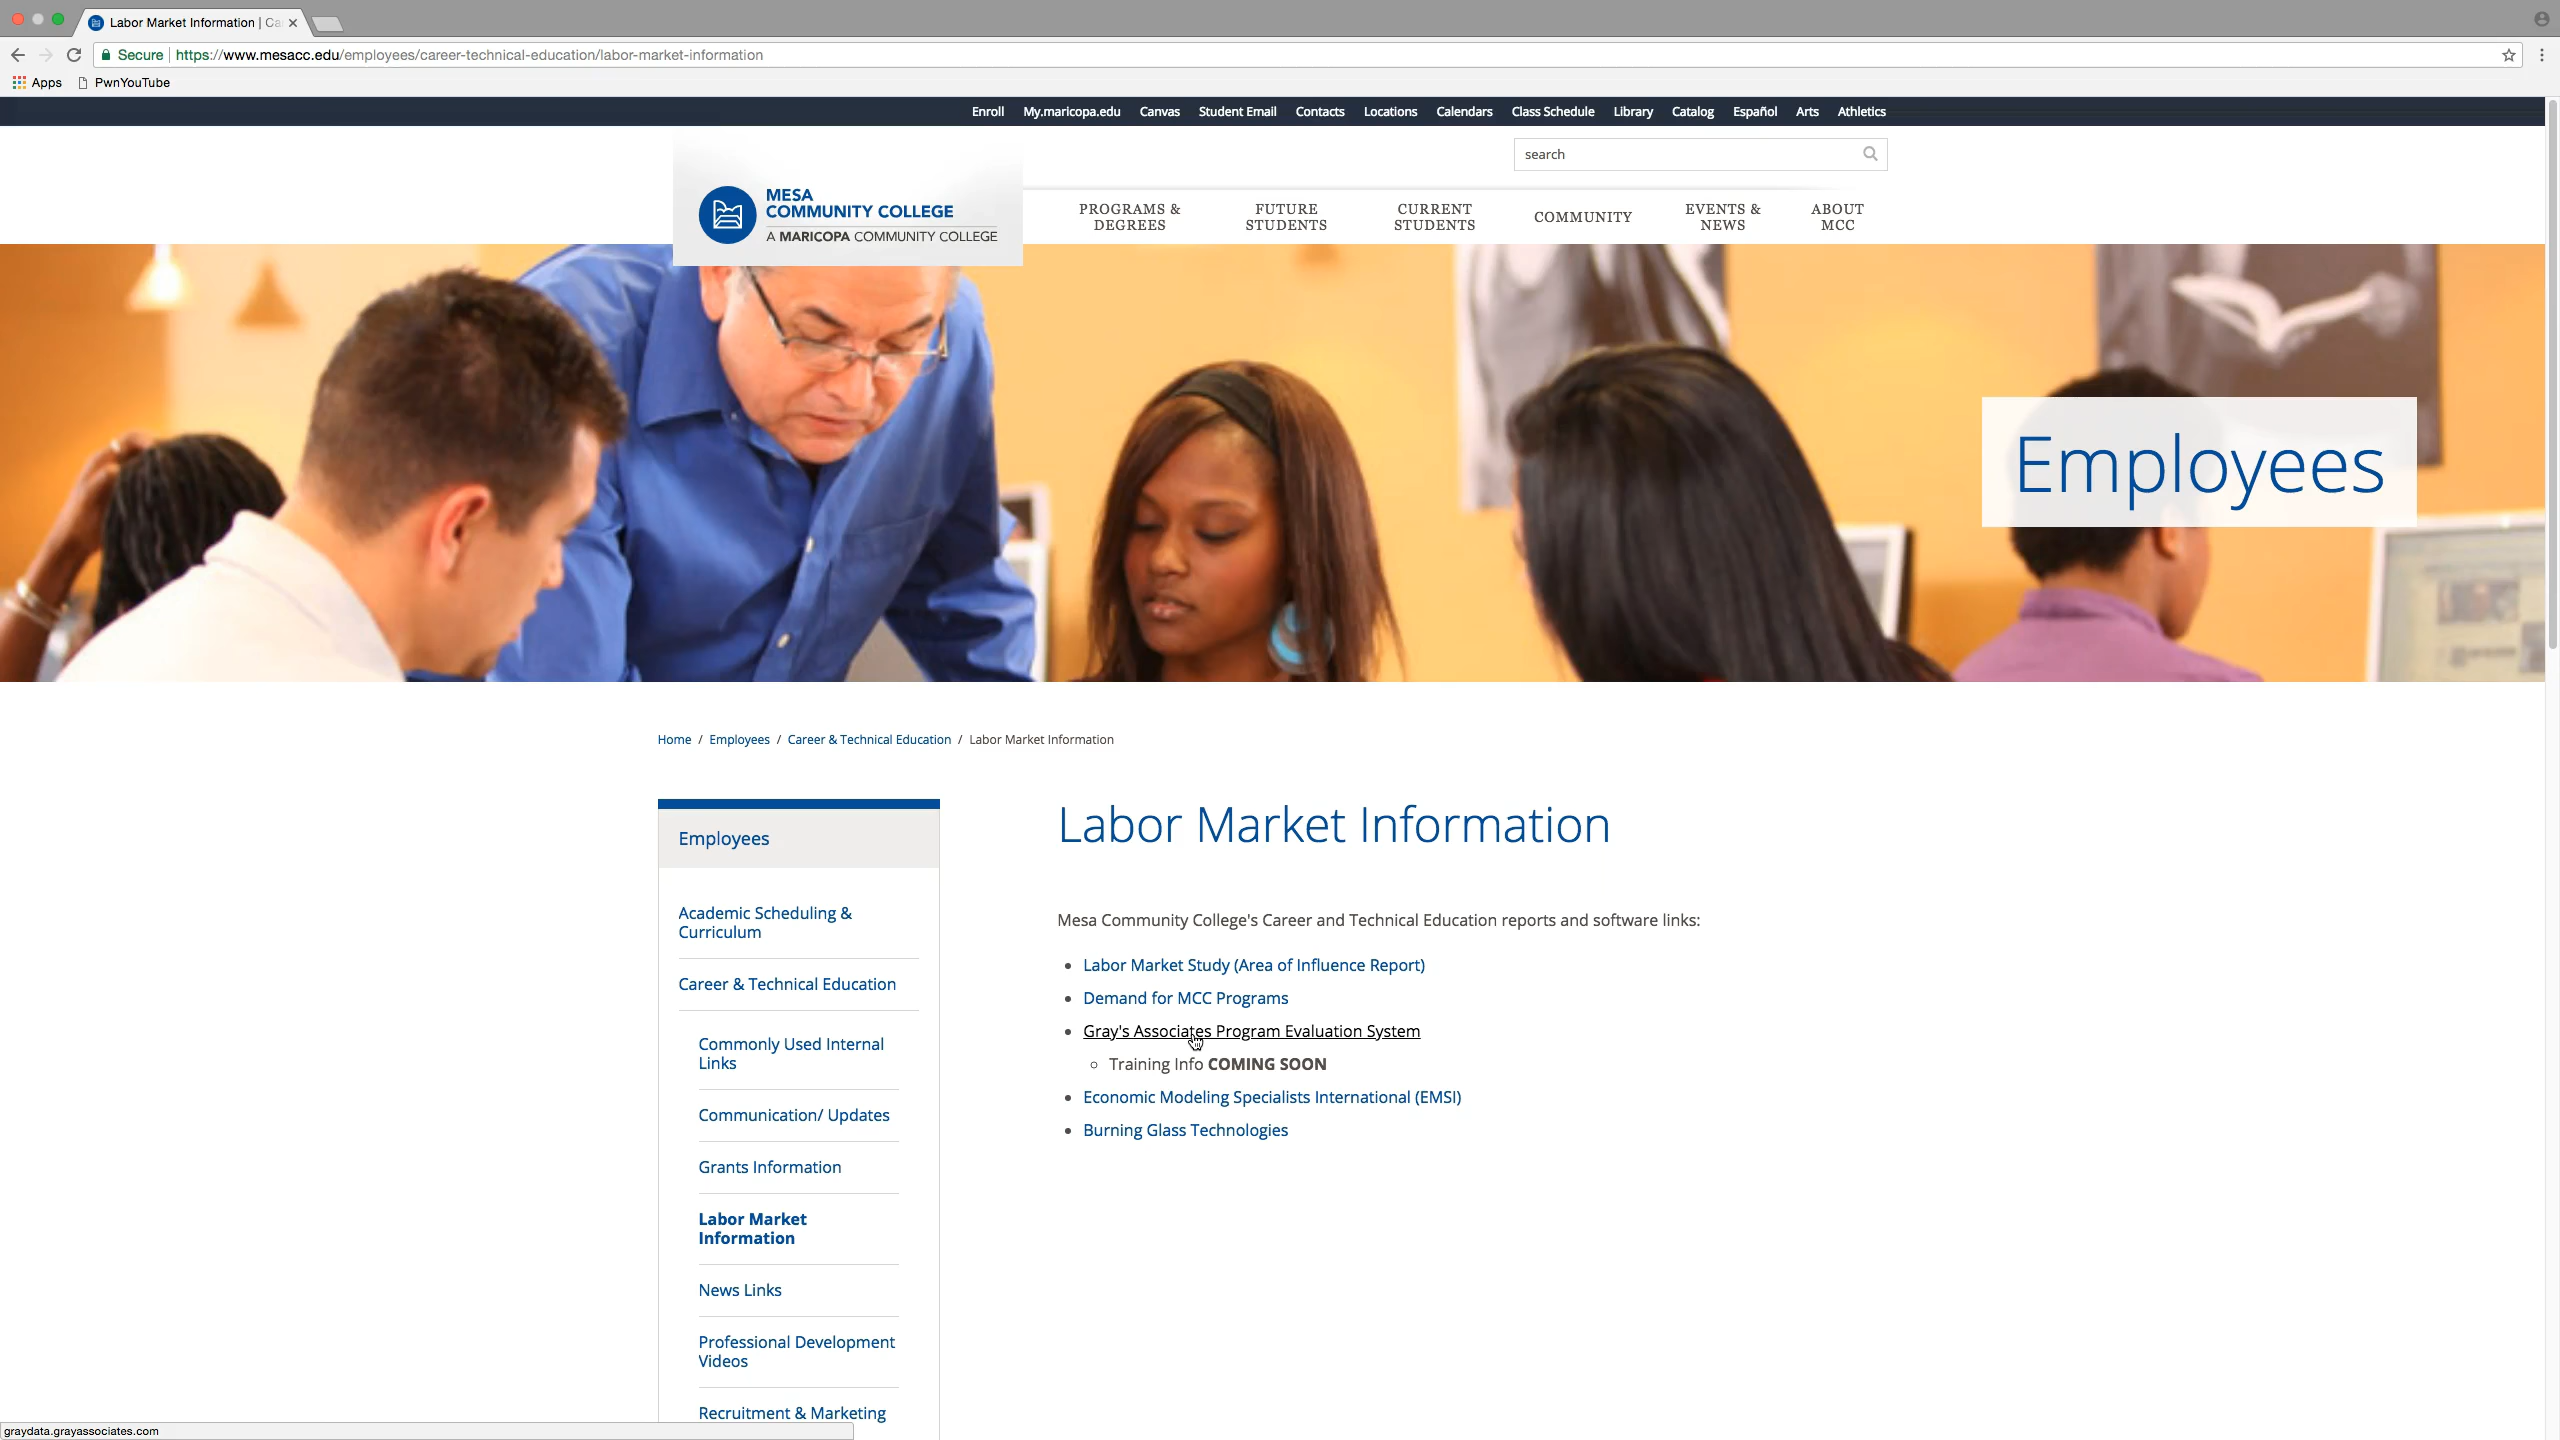 Labor Market Information | Ca
Secure https://www.mesacc.edu/employees/career-technical-education/labor-market-information
Apps PwnYouTube
Enroll My.maricopa.edu Canvas Student Email Contacts Locations Calendars Class Schedule Library Catalog Español Arts Athletics
search
MESA
COMMUNITY COLLEGE
A MARICOPA COMMUNITY COLLEGE
PROGRAMS &
DEGREES
FUTURE
STUDENTS
CURRENT
STUDENTS
COMMUNITY
EVENTS &
NEWS
ABOUT
MCC
Employees
Home / Employees / Career & Technical Education / Labor Market Information
Employees
Academic Scheduling &
Curriculum
Career & Technical Education
Commonly Used Internal
Links
Communication/ Updates
Grants Information
Labor Market
Information
News Links
Professional Development
Videos
Recruitment & Marketing
Labor Market Information
Mesa Community College's Career and Technical Education reports and software links:
Labor Market Study (Area of Influence Report)
Demand for MCC Programs
Gray's Associates Program Evaluation System
Training Info COMING SOON
Economic Modeling Specialists International (EMSI)
Burning Glass Technologies
graydata.grayassociates.com